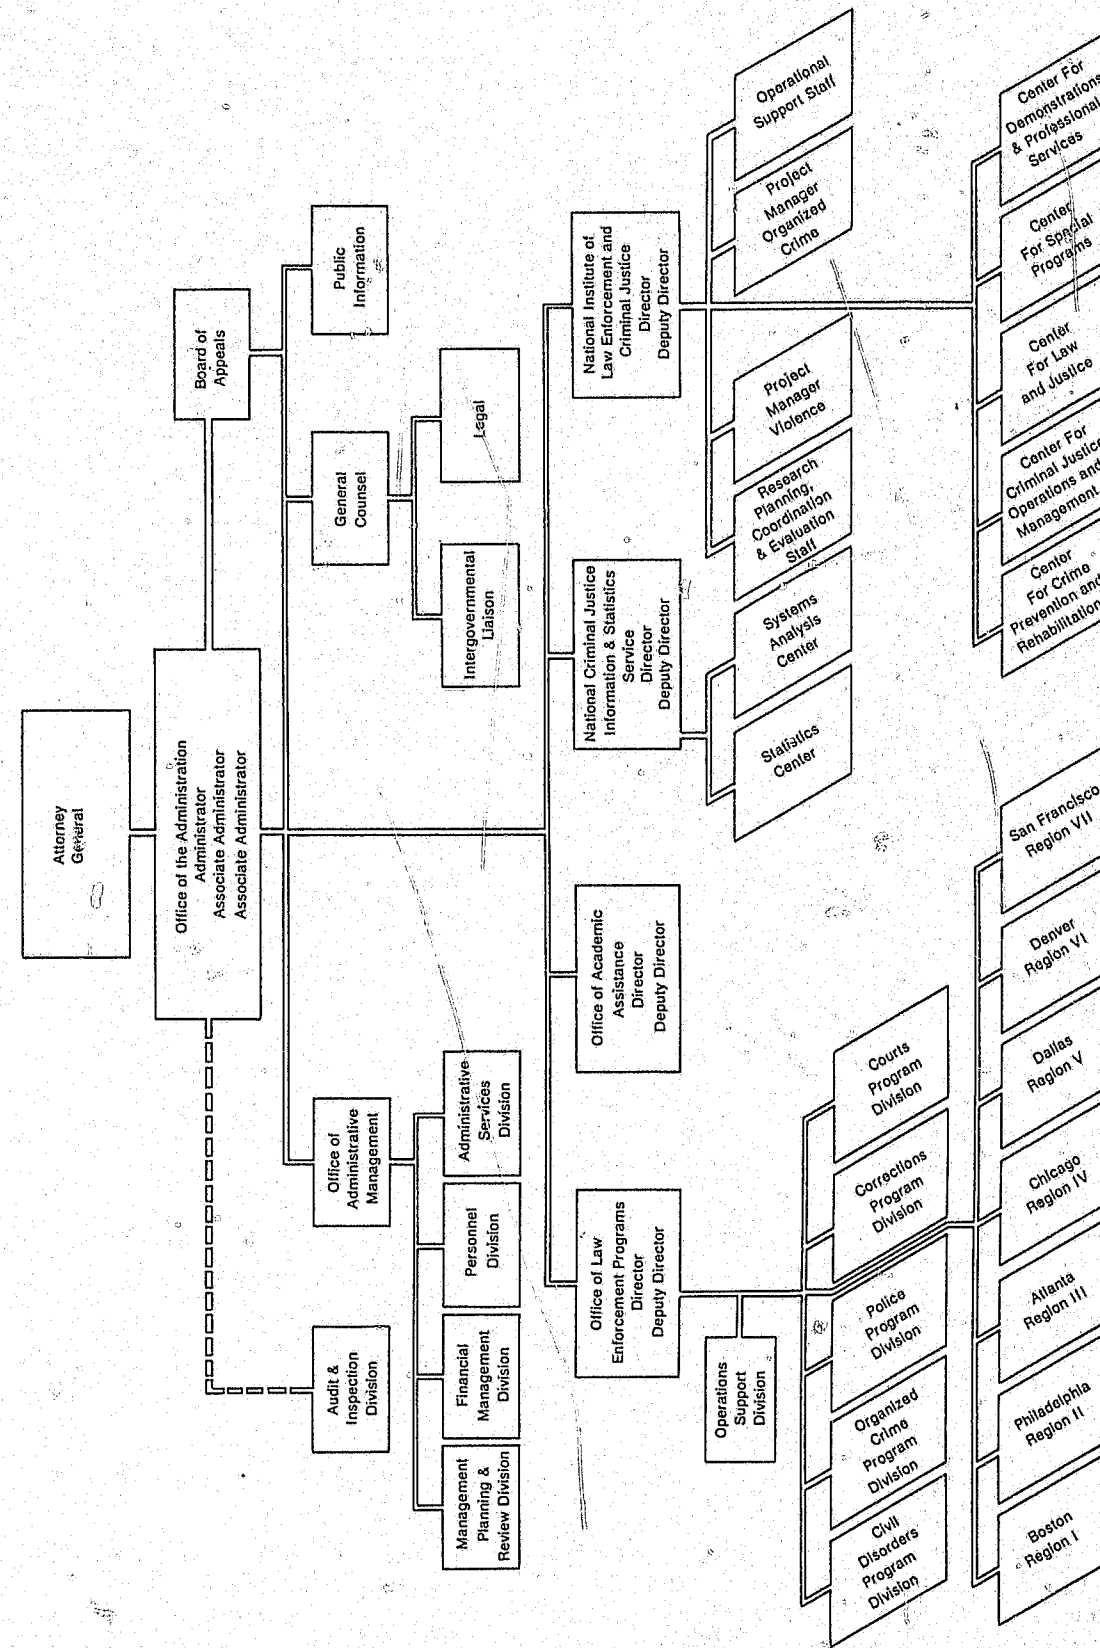 Attorney
General
Office of the Administration
Administrator
Associate Administrator
Associate Administrator
Board of
Appeals
Audit &
Inspection
Division
Office of
Administrative
Management
General
Counsel
Public
Information
Management
Planning &
Review Division
Financial
Management
Division
Personnel
Division
Administrative
Services
Division
Intergovernmental
Liaison
Legal
Office of Law
Enforcement Programs
Director
Deputy Director
Office of Academic
Assistance
Director
Deputy Director
National Criminal Justice
Information & Statistics
Service
Director
Deputy Director
National Institute of
Law Enforcement and
Criminal Justice
Director
Deputy Director
Operations
Support
Division
Statistics
Center
Systems
Analysis
Center
Research
Planning,
Coordination
& Evaluation
Staff
Project
Manager
Violence
Project
Manager
Organized
Crime
Operational
Support Staff
Civil
Disorders
Program
Division
Organized
Crime
Program
Division
Police
Program
Division
Corrections
Program
Division
Courts
Program
Division
Boston
Region I
Philadelphia
Region II
Atlanta
Region III
Chicago
Region IV
Dallas
Region V
Denver
Region VI
San Francisco
Region VII
Center
For Crime
Prevention and
Rehabilitation
Center For
Criminal Justice
Operations and
Management
Center
For Law
and Justice
Center
For Special
Programs
Center For
Demonstrations
& Professional
Services